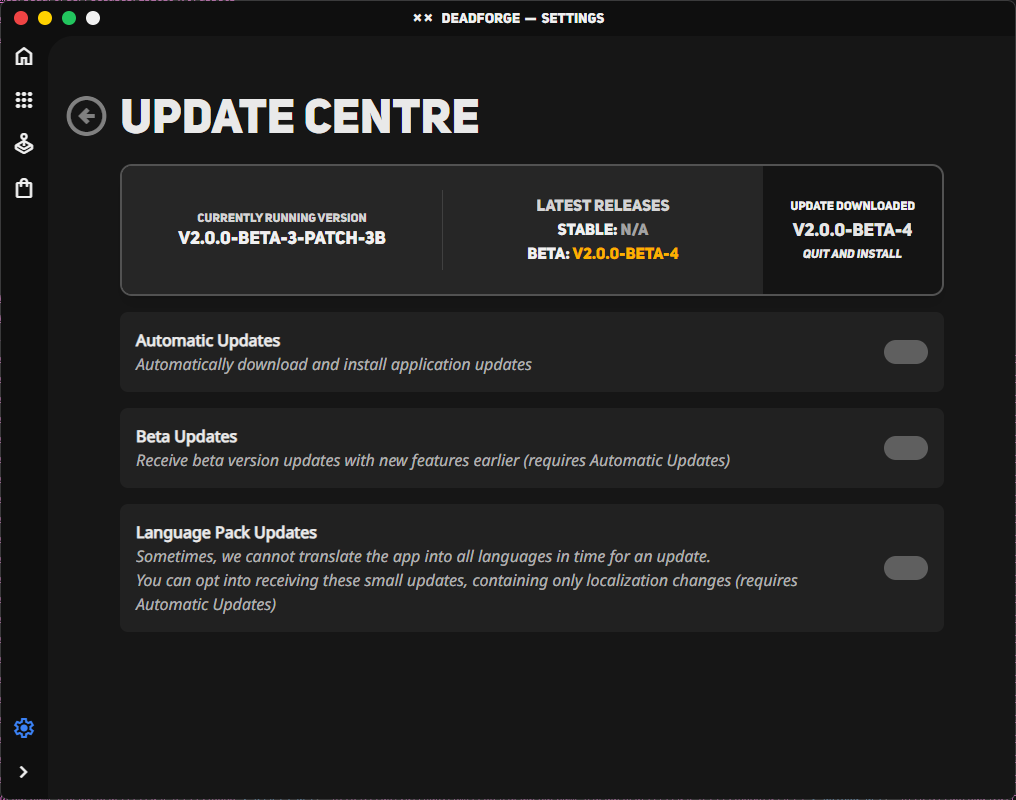 DEADFORGE — SETTINGS
UPDATE CENTRE
CURRENTLY RUNNING VERSION
V2.0.0-BETA-3-PATCH-3B
LATEST RELEASES
STABLE: N/A
BETA: V2.0.0-BETA-4
UPDATE DOWNLOADED
V2.0.0-BETA-4
QUIT AND INSTALL
Automatic Updates
Automatically download and install application updates
Beta Updates
Receive beta version updates with new features earlier (requires Automatic Updates)
Language Pack Updates
Sometimes, we cannot translate the app into all languages in time for an update.
You can opt into receiving these small updates, containing only localization changes (requires
Automatic Updates)